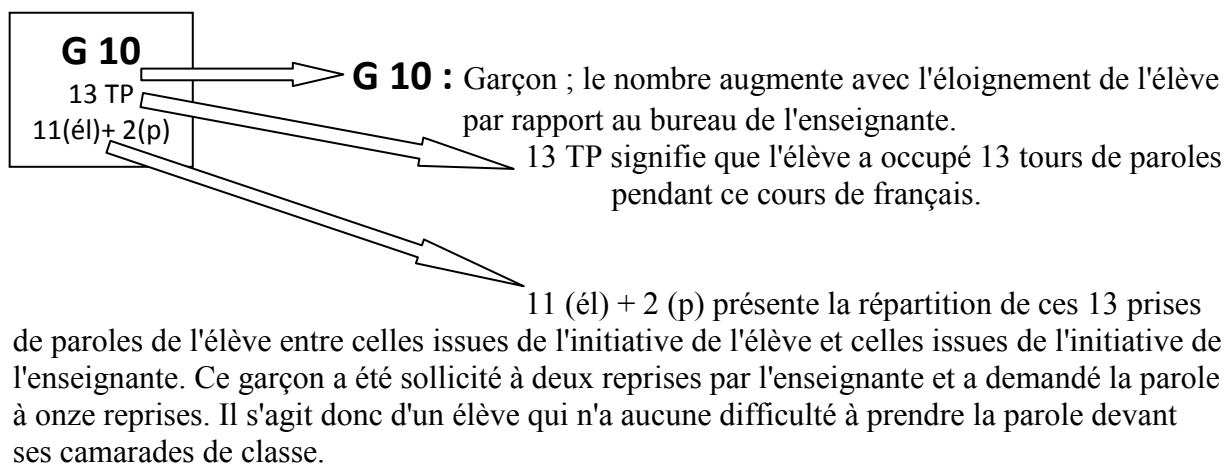 G 10
13 TP
11(él)+ 2(p)
G 10 : Garçon ; le nombre augmente avec l'éloignement de l'élève
par rapport au bureau de l'enseignante.
13 TP signifie que l'élève a occupé 13 tours de paroles
pendant ce cours de français.
11 (él) + 2 (p) présente la répartition de ces 13 prises
de paroles de l'élève entre celles issues de l'initiative de l'élève et celles issues de l'initiative de
l'enseignante. Ce garçon a été sollicité à deux reprises par l'enseignante et a demandé la parole
à onze reprises. Il s'agit donc d'un élève qui n'a aucune difficulté à prendre la parole devant
ses camarades de classe.